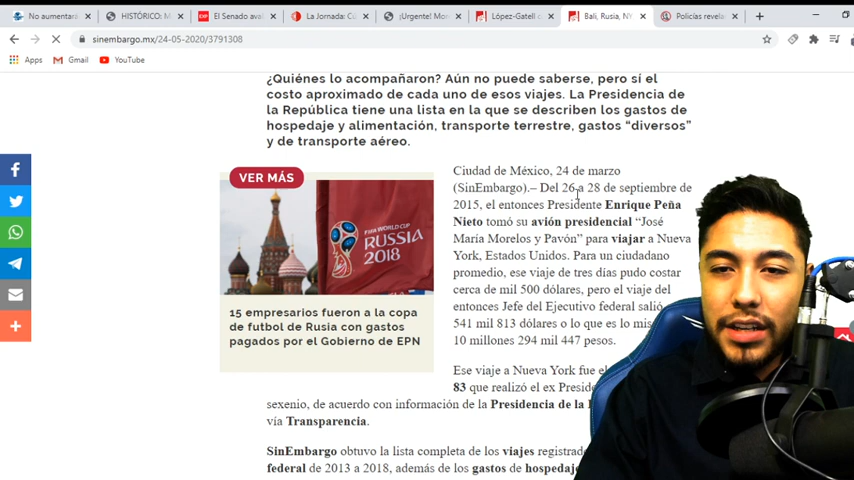 No aumentará
HISTÓRICO: M
El Senado aval
La Jornada: Cu
¡Urgente! Mor
López-Gatell c
Bali, Rusia, NY
Policías revela
sinembargo.mx/24-05-2020/3791308
Apps Gmail YouTube
¿Quiénes lo acompañaron? Aún no puede saberse, pero sí el
costo aproximado de cada uno de esos viajes. La Presidencia de
la República tiene una lista en la que se describen los gastos de
hospedaje y alimentación, transporte terrestre, gastos “diversos”
y de transporte aéreo.
VER MÁS
FIFA WORLD CUP
RUSSIA
2018
15 empresarios fueron a la copa
de futbol de Rusia con gastos
pagados por el Gobierno de EPN
Ciudad de México, 24 de marzo
(SinEmbargo).– Del 26 a 28 de septiembre de
2015, el entonces Presidente Enrique Peña
Nieto tomó su avión presidencial “José
María Morelos y Pavón” para viajar a Nueva
York, Estados Unidos. Para un ciudadano
promedio, ese viaje de tres días pudo costar
cerca de mil 500 dólares, pero el viaje del
entonces Jefe del Ejecutivo federal salió
541 mil 813 dólares o lo que es lo mis
10 millones 294 mil 447 pesos.
Ese viaje a Nueva York fue el
83 que realizó el ex Preside
sexenio, de acuerdo con información de la Presidencia de la
vía Transparencia.
SinEmbargo obtuvo la lista completa de los viajes registrad
federal de 2013 a 2018, además de los gastos de hospedaje